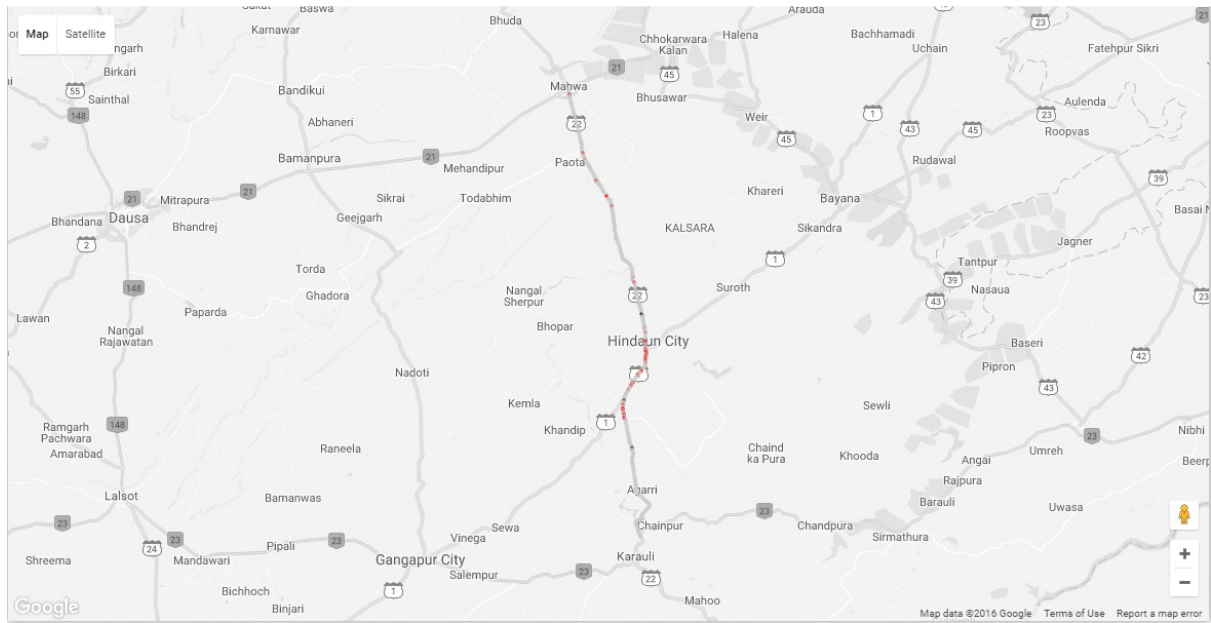 Map
Satellite
Bhuda
Sakat
Baswa
Karnawar
Arauda
Halena
Bachhamadi
Uchain
23
21
Fatehpur Sikri
Chhokarwara
Kalan
21
45
Birkari
55
Sainthal
148
Bandikui
Mahwa
Bhusawar
Weir
1
Aulenda
23
Roopvas
Abhaneri
22
45
43
45
Bamanpura
21
Mehandipur
Paota
Rudawal
39
21
Mitrapura
21
Sikrai
Todabhim
Khareri
Bayana
Dausa
Bhandana
Bhandrej
Geejgarh
KALSARA
Sikandra
Jagner
2
1
Tantpur
39
Nasaua
43
23
148
Torda
Ghadora
Nangal
Sherpur
22
Suroth
Lawan
Paparda
Nangal
Rajawatan
Bhopar
Hindaun City
Baseri
42
Pipron
43
Nadoti
Kemla
Sewli
1
Khandip
148
Ramgarh
Pachwara
Amarabad
Raneela
Chaind
ka Pura
Khooda
23
Nibhi
Umreh
Angai
Rajpura
Lalsot
Bamanwas
Agarri
Barauli
Uwasa
23
Sewa
Chainpur
23
Chandpura
Sirmathura
24
23
Mandawari
Pipali
23
Vinega
Shreema
Gangapur City
Salempur
23
Karauli
22
1
Bichhoch
Binjari
Mahoo
+
−
Google
Map data ©2016 Google
Terms of Use
Report a map error